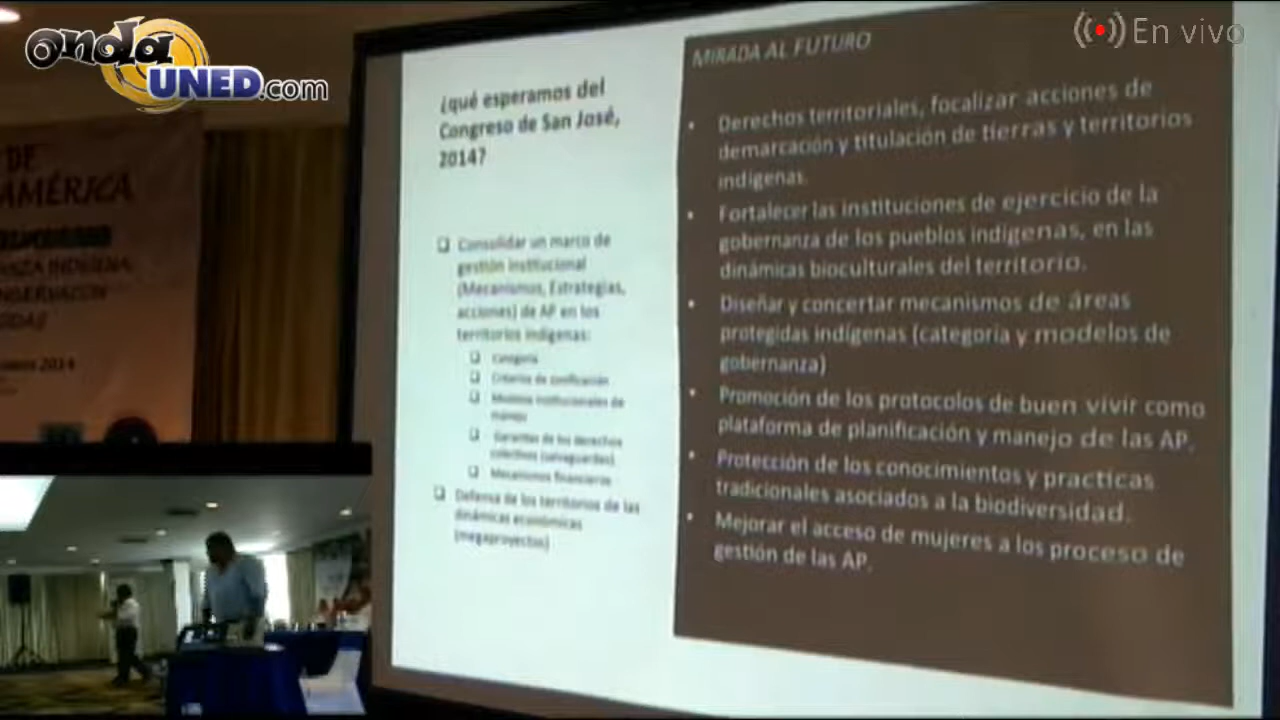 onda
UNED.com
En vivo
DE
AMÉRICA
2014
¿qué esperamos del
Congreso de San José,
2014?
Consolidar un marco de
gestión institucional
(Mecanismos, Estrategias,
acciones) de AP en los
territorios indígenas:
Categoría
Criterios de zonificación
Modelos institucionales de
manejo
Garantías de los derechos
colectivos (salvaguardas)
Mecanismos financieros
Defensa de los territorios de las
dinámicas económicas
(megaproyectos)
MIRADA AL FUTURO
• Derechos territoriales, focalizar acciones de
demarcación y titulación de tierras y territorios
indígenas.
• Fortalecer las instituciones de ejercicio de la
gobernanza de los pueblos indígenas, en las
dinámicas bioculturales del territorio.
• Diseñar y concertar mecanismos de áreas
protegidas indígenas (categoría y modelos de
gobernanza)
• Promoción de los protocolos de buen vivir como
plataforma de planificación y manejo de las AP.
• Protección de los conocimientos y practicas
tradicionales asociados a la biodiversidad.
• Mejorar el acceso de mujeres a los proceso de
gestión de las AP.